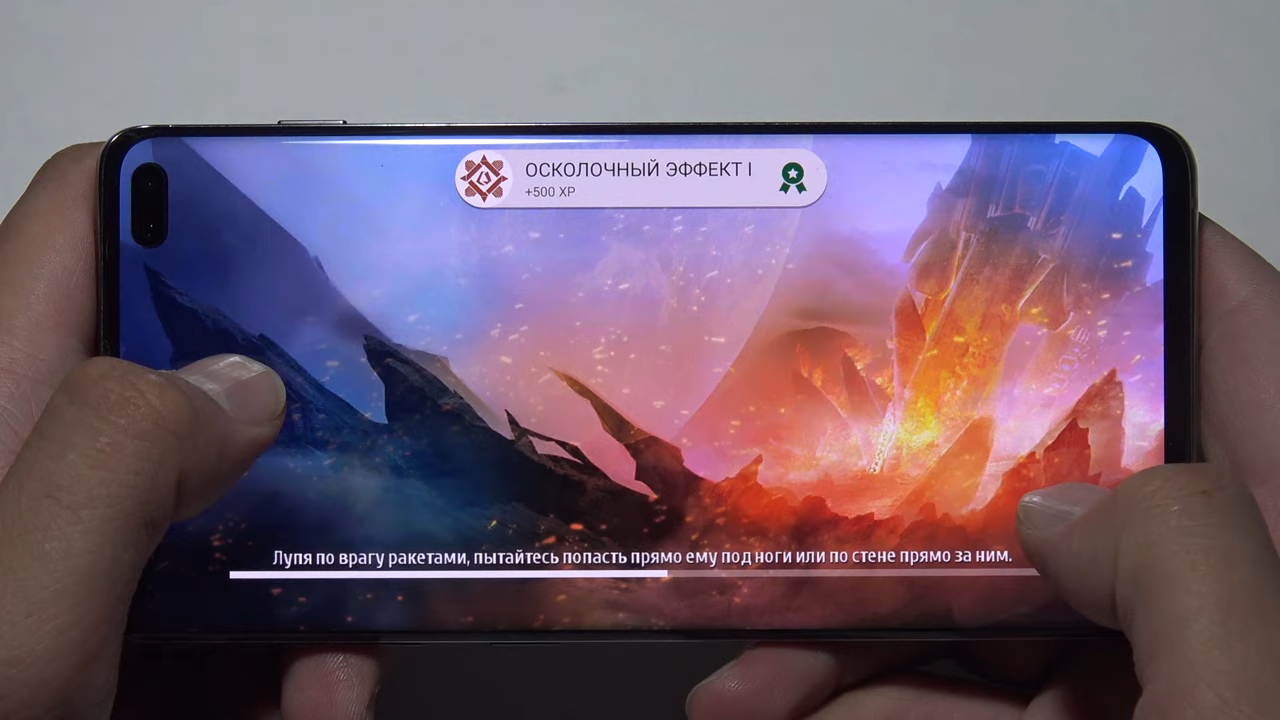 ОСКОЛОЧНЫЙ ЭФФЕКТ I
+500 XP
Лупя по врагу ракетами, пытайтесь попасть прямо ему под ноги или по стене прямо за ним.